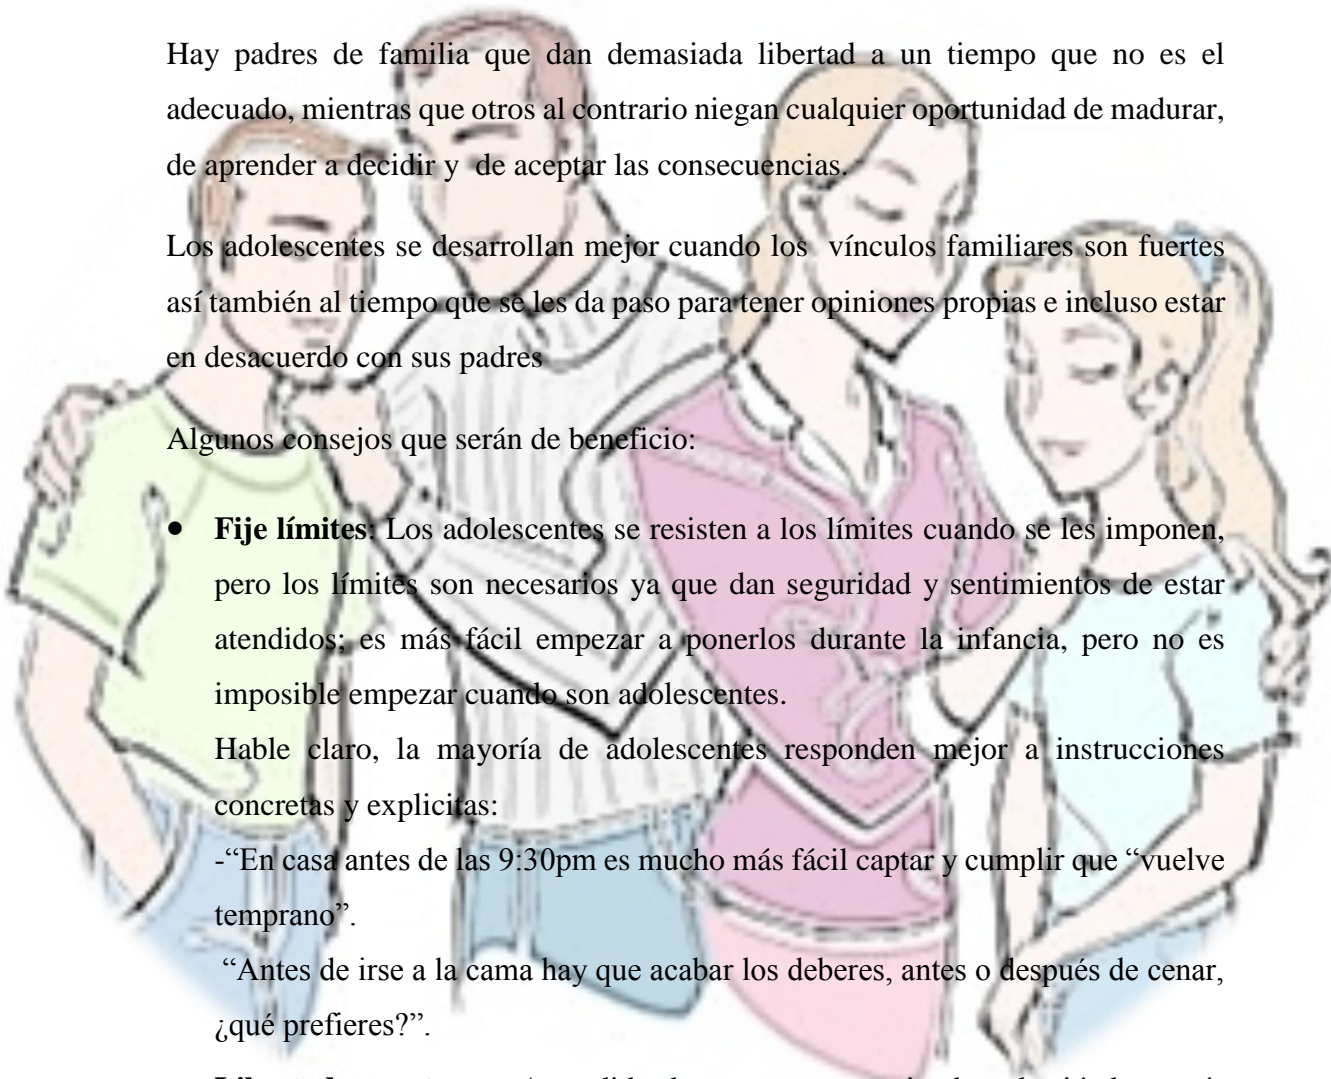 Hay padres de familia que dan demasiada libertad a un tiempo que no es el
adecuado, mientras que otros al contrario niegan cualquier oportunidad de madurar,
de aprender a decidir y de aceptar las consecuencias.
Los adolescentes se desarrollan mejor cuando los vínculos familiares son fuertes
así también al tiempo que se les da paso para tener opiniones propias e incluso estar
en desacuerdo con sus padres
Algunos consejos que serán de beneficio:
• Fije límites: Los adolescentes se resisten a los límites cuando se les imponen,
pero los límites son necesarios ya que dan seguridad y sentimientos de estar
atendidos; es más fácil empezar a ponerlos durante la infancia, pero no es
imposible empezar cuando son adolescentes.
Hable claro, la mayoría de adolescentes responden mejor a instrucciones
concretas y explicitas:
-“En casa antes de las 9:30pm es mucho más fácil captar y cumplir que “vuelve
temprano”.
“Antes de irse a la cama hay que acabar los deberes, antes o después de cenar,
¿qué prefieres?”.